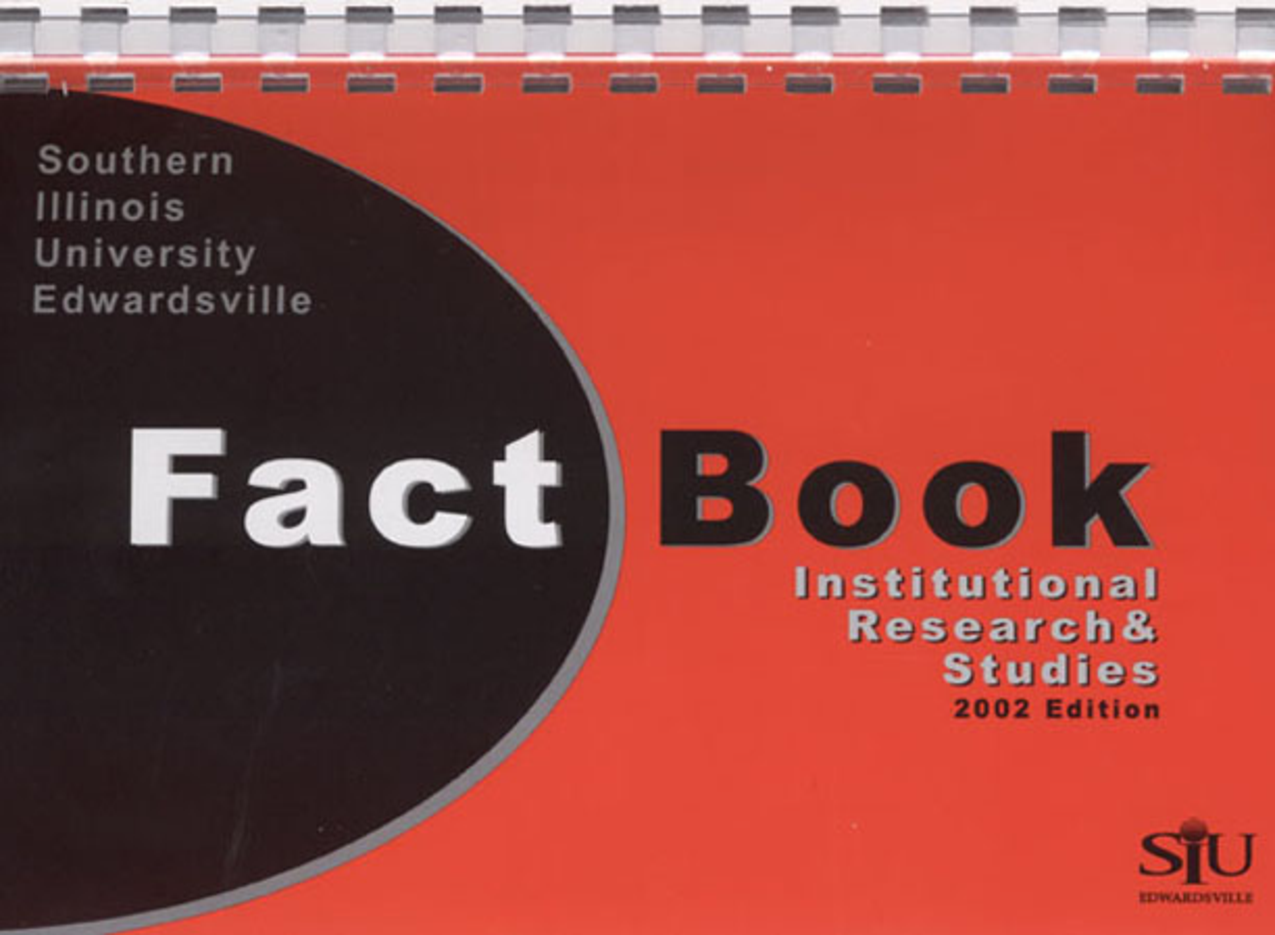 Southern
Illinois
University
Edwardsville
Fact Book
Institutional
Research&
Studies
2002 Edition
SIU
EDWARDSVILLE